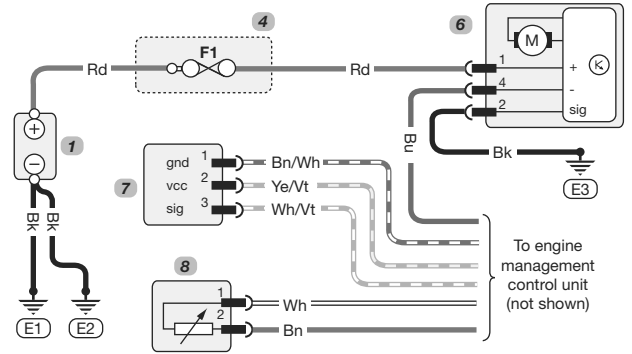 4
6
F1
M
Rd
Rd
1
+
4
-
2
sig
+
-
1
Bu
Bk
E3
7
gnd 1
Bn/Wh
vcc 2
Ye/Vt
sig 3
Wh/Vt
Bk
Bk
8
1
Wh
2
Bn
E1
E2
To engine
management
control unit
(not shown)